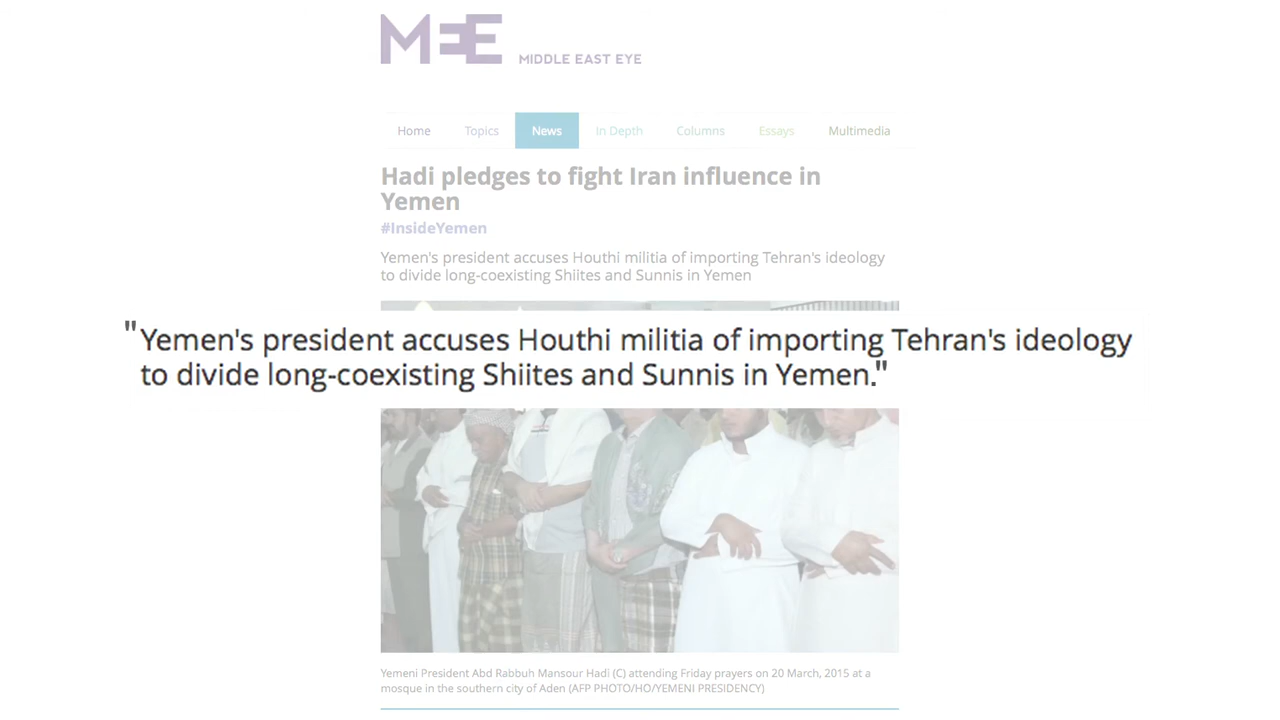 MEE MIDDLE EAST EYE
Home Topics News In Depth Columns Essays Multimedia
Hadi pledges to fight Iran influence in
Yemen
#InsideYemen
Yemen's president accuses Houthi militia of importing Tehran's ideology
to divide long-coexisting Shiites and Sunnis in Yemen
"Yemen's president accuses Houthi militia of importing Tehran's ideology
to divide long-coexisting Shiites and Sunnis in Yemen."
Yemeni President Abd Rabbuh Mansour Hadi (C) attending Friday prayers on 20 March, 2015 at a
mosque in the southern city of Aden (AFP PHOTO/HO/YEMENI PRESIDENCY)